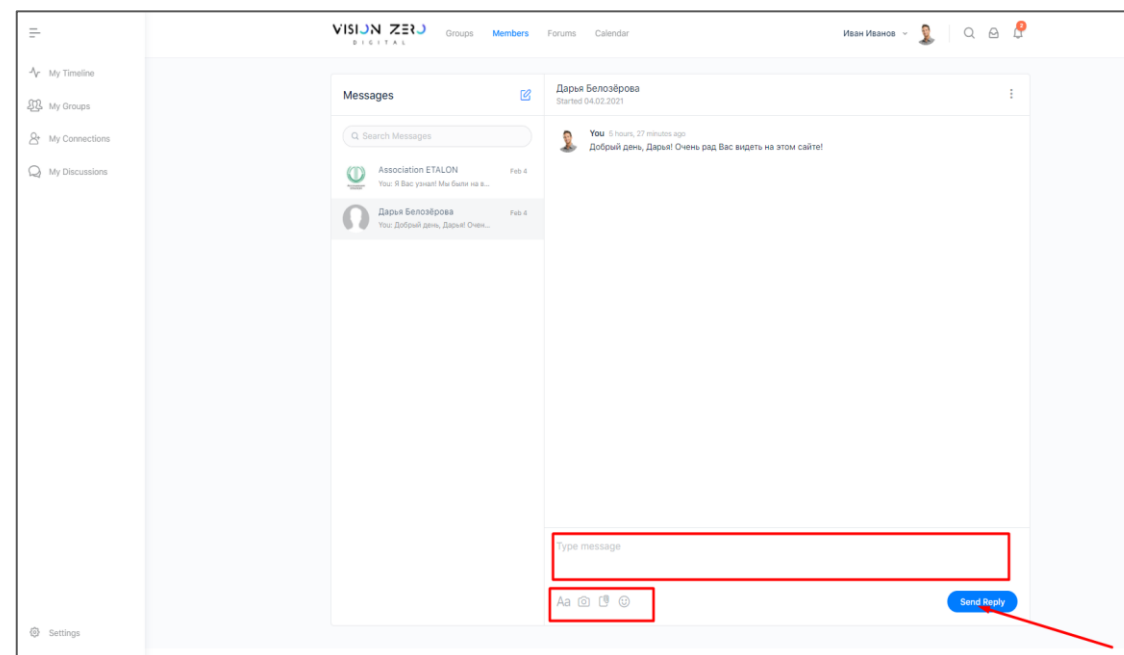 VISION ZERO
DIGITAL
Groups
Members
Forums
Calendar
Иван Иванов
2
My Timeline
My Groups
My Connections
My Discussions
Settings
Messages
Search Messages
Association ETALON
Feb 4
You: Я Вас узнал! Мы были на в...
Дарья Белозёрова
Feb 4
You: Добрый день, Дарья! Очен...
Дарья Белозёрова
Started 04.02.2021
You 5 hours, 27 minutes ago
Добрый день, Дарья! Очень рад Вас видеть на этом сайте!
Type message
Aa
Send Reply